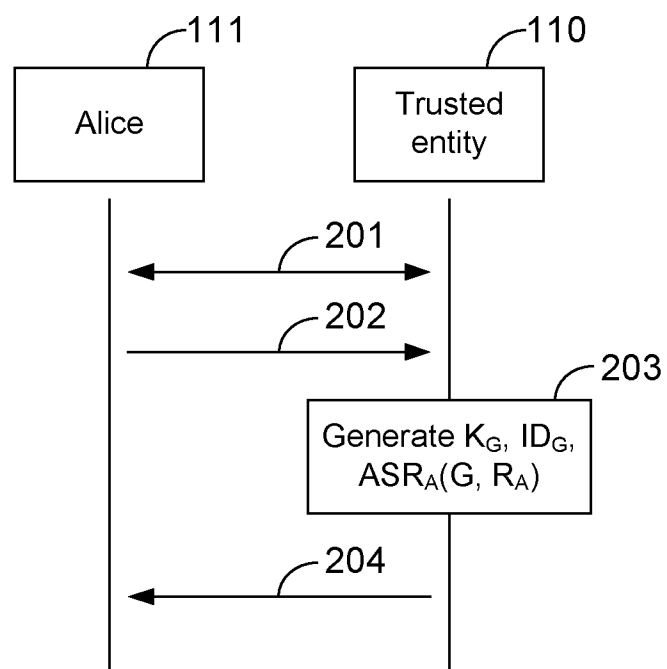 111
110
Alice
Trusted
entity
201
202
203
Generate K_G, ID_G,
ASR_A(G, R_A)
204